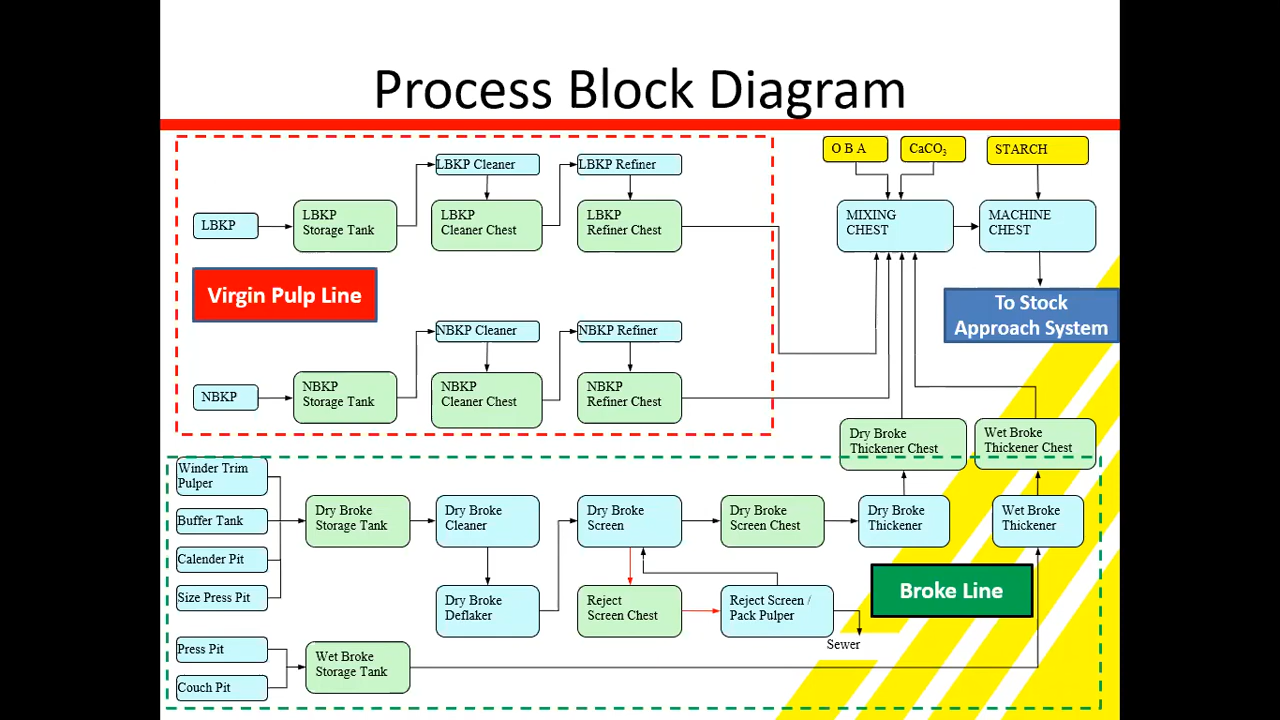 Process Block Diagram
O B A
CaCO₃
STARCH
LBKP Cleaner
LBKP Refiner
LBKP
LBKP
Storage Tank
LBKP
Cleaner Chest
LBKP
Refiner Chest
MIXING
CHEST
MACHINE
CHEST
Virgin Pulp Line
To Stock
Approach System
NBKP Cleaner
NBKP Refiner
NBKP
NBKP
Storage Tank
NBKP
Cleaner Chest
NBKP
Refiner Chest
Dry Broke
Thickener Chest
Wet Broke
Thickener Chest
Winder Trim
Pulper
Buffer Tank
Calender Pit
Size Press Pit
Dry Broke
Storage Tank
Dry Broke
Cleaner
Dry Broke
Screen
Dry Broke
Screen Chest
Dry Broke
Thickener
Wet Broke
Thickener
Dry Broke
Deflaker
Reject
Screen Chest
Reject Screen /
Pack Pulper
Broke Line
Sewer
Press Pit
Couch Pit
Wet Broke
Storage Tank